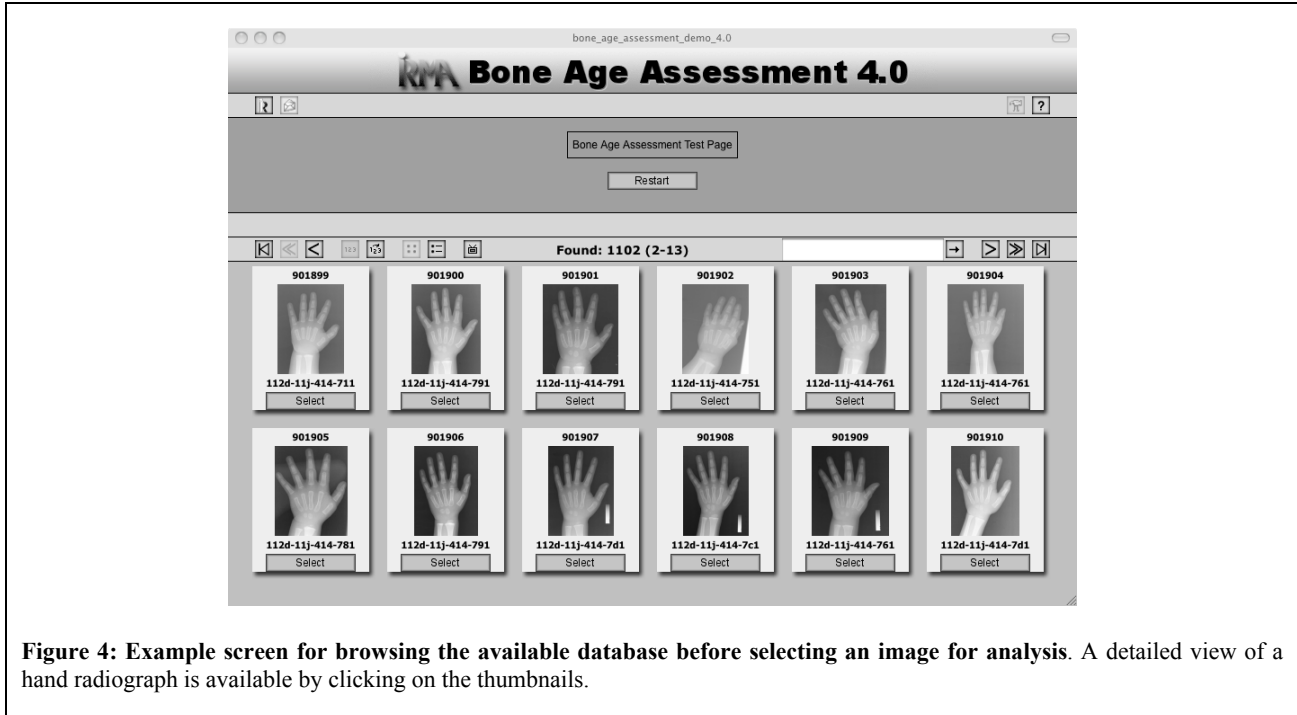 bone_age_assessment_demo_4.0
IRMA Bone Age Assessment 4.0
?
Bone Age Assessment Test Page
Restart
123 123 Found: 1102 (2-13)
901899 901900 901901 901902 901903 901904
112d-11j-414-711 112d-11j-414-791 112d-11j-414-791 112d-11j-414-751 112d-11j-414-761 112d-11j-414-761
Select Select Select Select Select Select
901905 901906 901907 901908 901909 901910
112d-11j-414-781 112d-11j-414-791 112d-11j-414-7d1 112d-11j-414-7c1 112d-11j-414-761 112d-11j-414-7d1
Select Select Select Select Select Select
Figure 4: Example screen for browsing the available database before selecting an image for analysis. A detailed view of a
hand radiograph is available by clicking on the thumbnails.